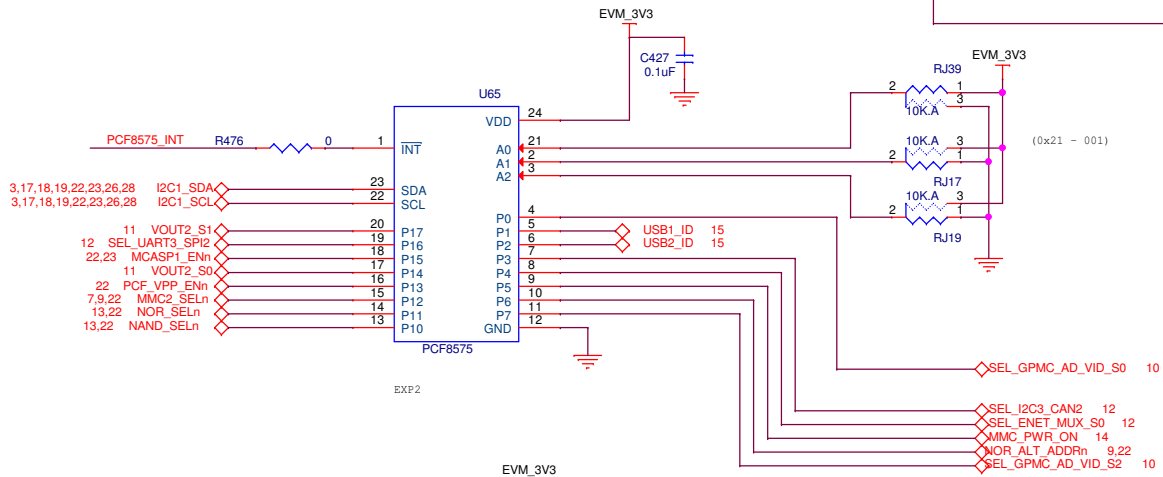 EVM_3V3
C427
0.1uF
EVM_3V3
RJ39
2
1
3
10K.A
U65
VDD
24
PCF8575_INT
R476
0
1
INT
A0
21
A1
2
A2
3
10K.A
3
2
1
RJ17
(0x21 - 001)
10K.A
3
2
1
RJ19
3,17,18,19,22,23,26,28 I2C1_SDA
23
SDA
3,17,18,19,22,23,26,28 I2C1_SCL
22
SCL
P0
4
11 VOUT2_S1
20
P17
P1
5
USB1_ID 15
12 SEL_UART3_SPI2
19
P16
P2
6
USB2_ID 15
22,23 MCASP1_ENn
18
P15
P3
7
11 VOUT2_S0
17
P14
P4
8
22 PCF_VPP_ENn
16
P13
P5
9
7,9,22 MMC2_SELn
15
P12
P6
10
13,22 NOR_SELn
14
P11
P7
11
13,22 NAND_SELn
13
P10
GND
12
PCF8575
EXP2
SEL_GPMC_AD_VID_S0 10
SEL_I2C3_CAN2 12
SEL_ENET_MUX_S0 12
MMC_PWR_ON 14
NOR_ALT_ADDRn 9,22
SEL_GPMC_AD_VID_S2 10
EVM_3V3